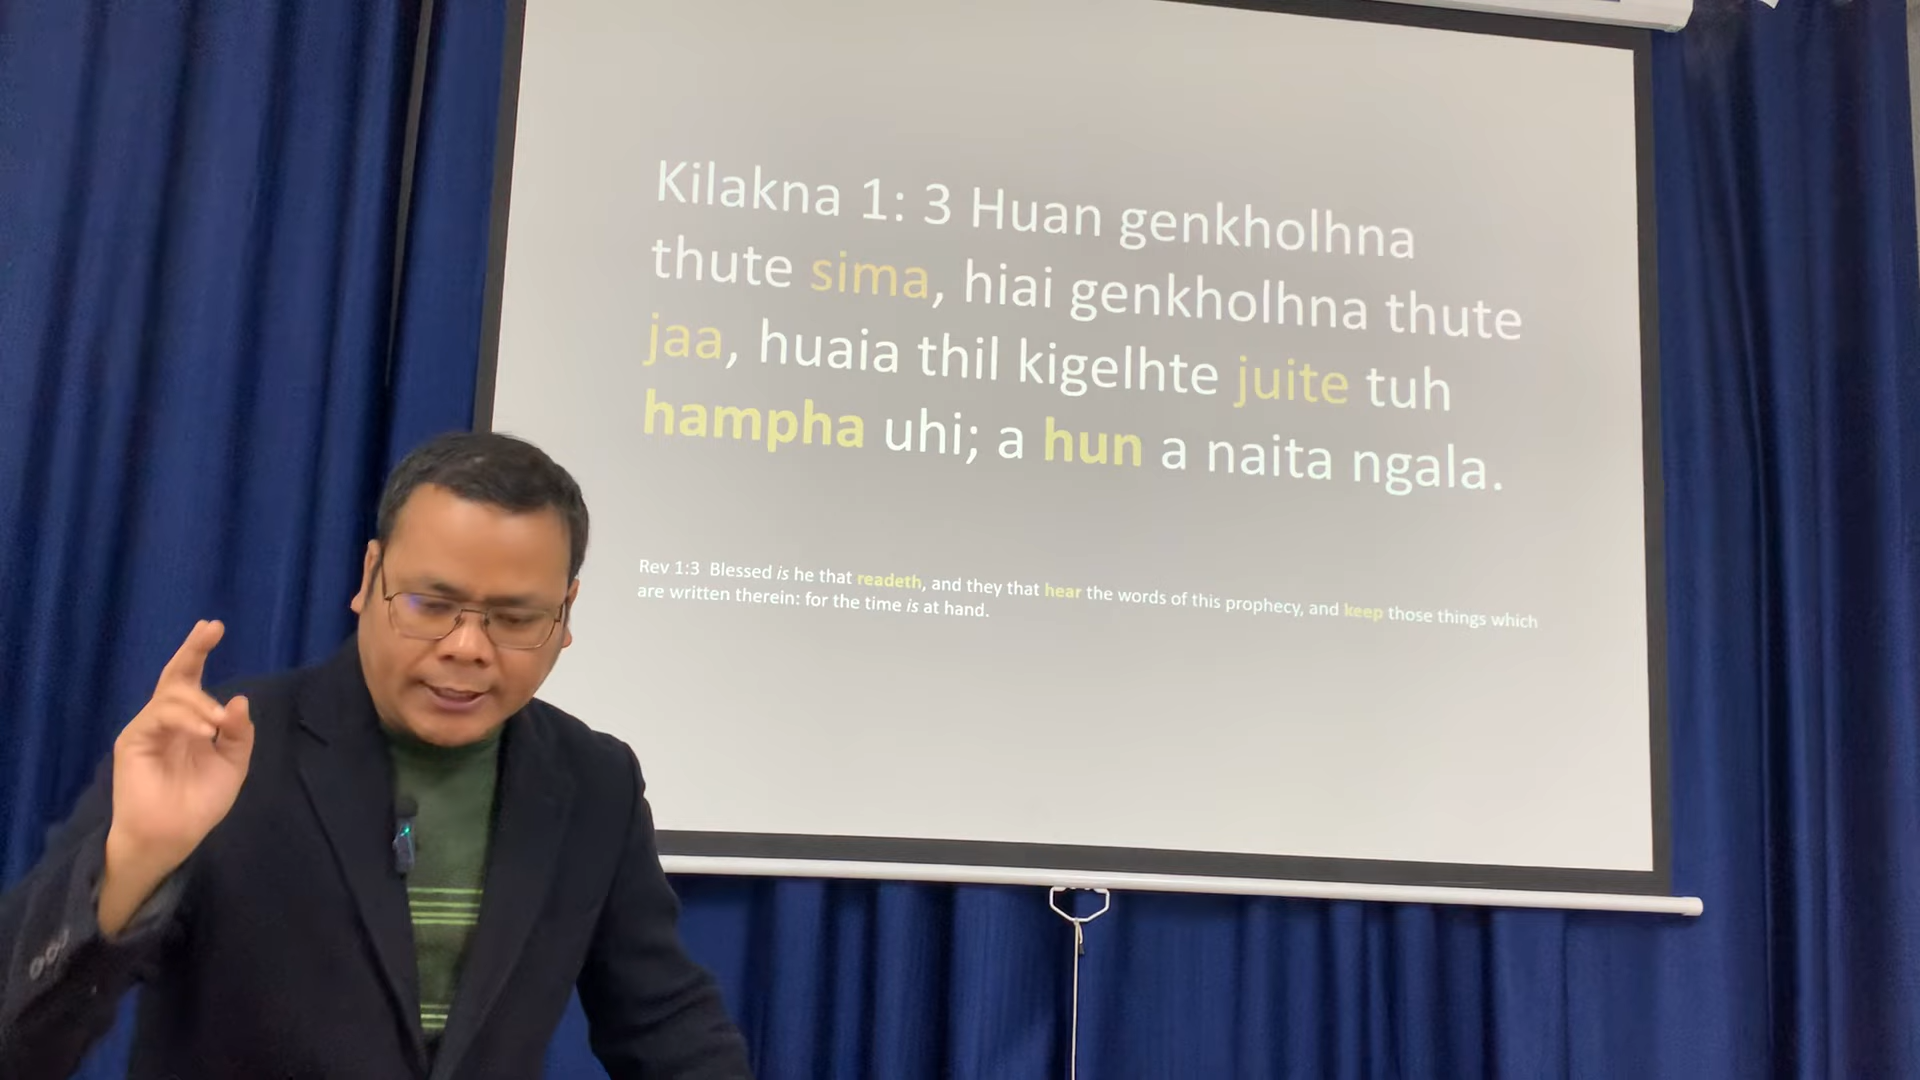 Kilakna 1: 3 Huan genkholhna
thute sima, hiai genkholhna thute
jaa, huaia thil kigelhte juite tuh
hampha uhi; a hun a naita ngala.
Rev 1:3 Blessed is he that readeth, and they that hear the words of this prophecy, and keep those things which
are written therein: for the time is at hand.